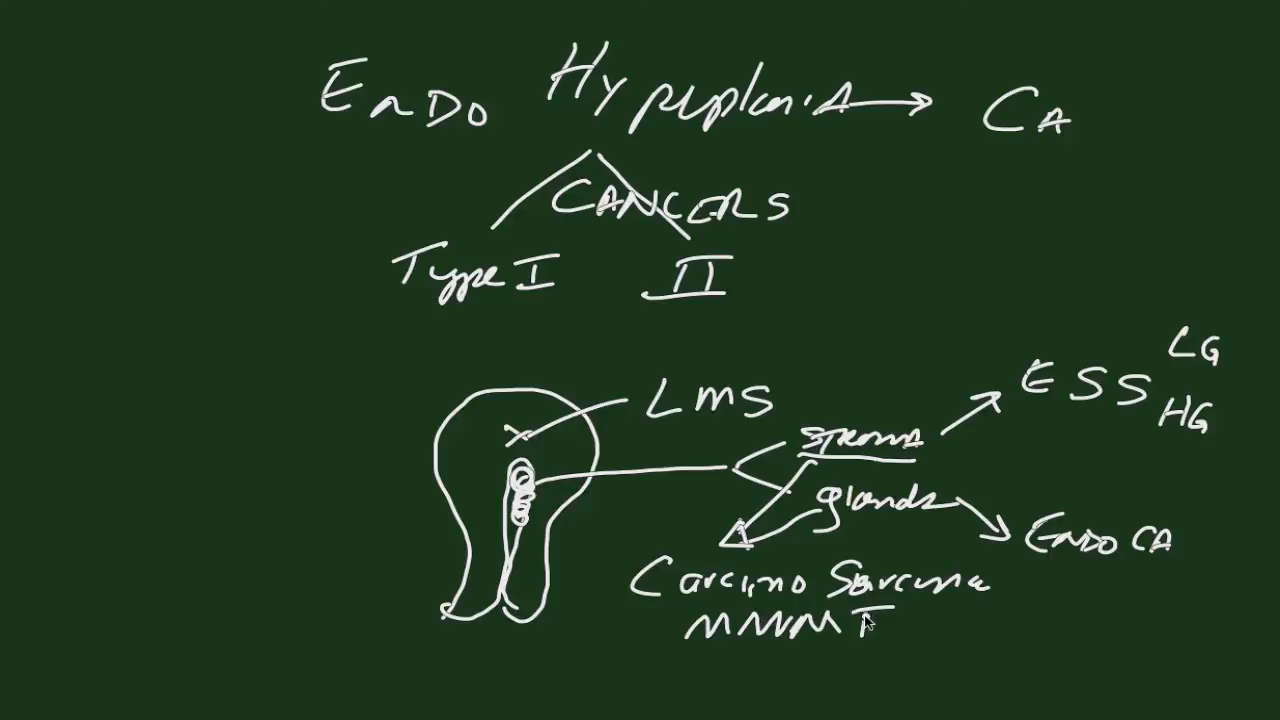 ENDO HyperplasiA → CA
CANCERS
Type I II
LG
ESS
HG
LMS
STROMA
glands
ENDO CA
Carcino Sarcoma
MMMT